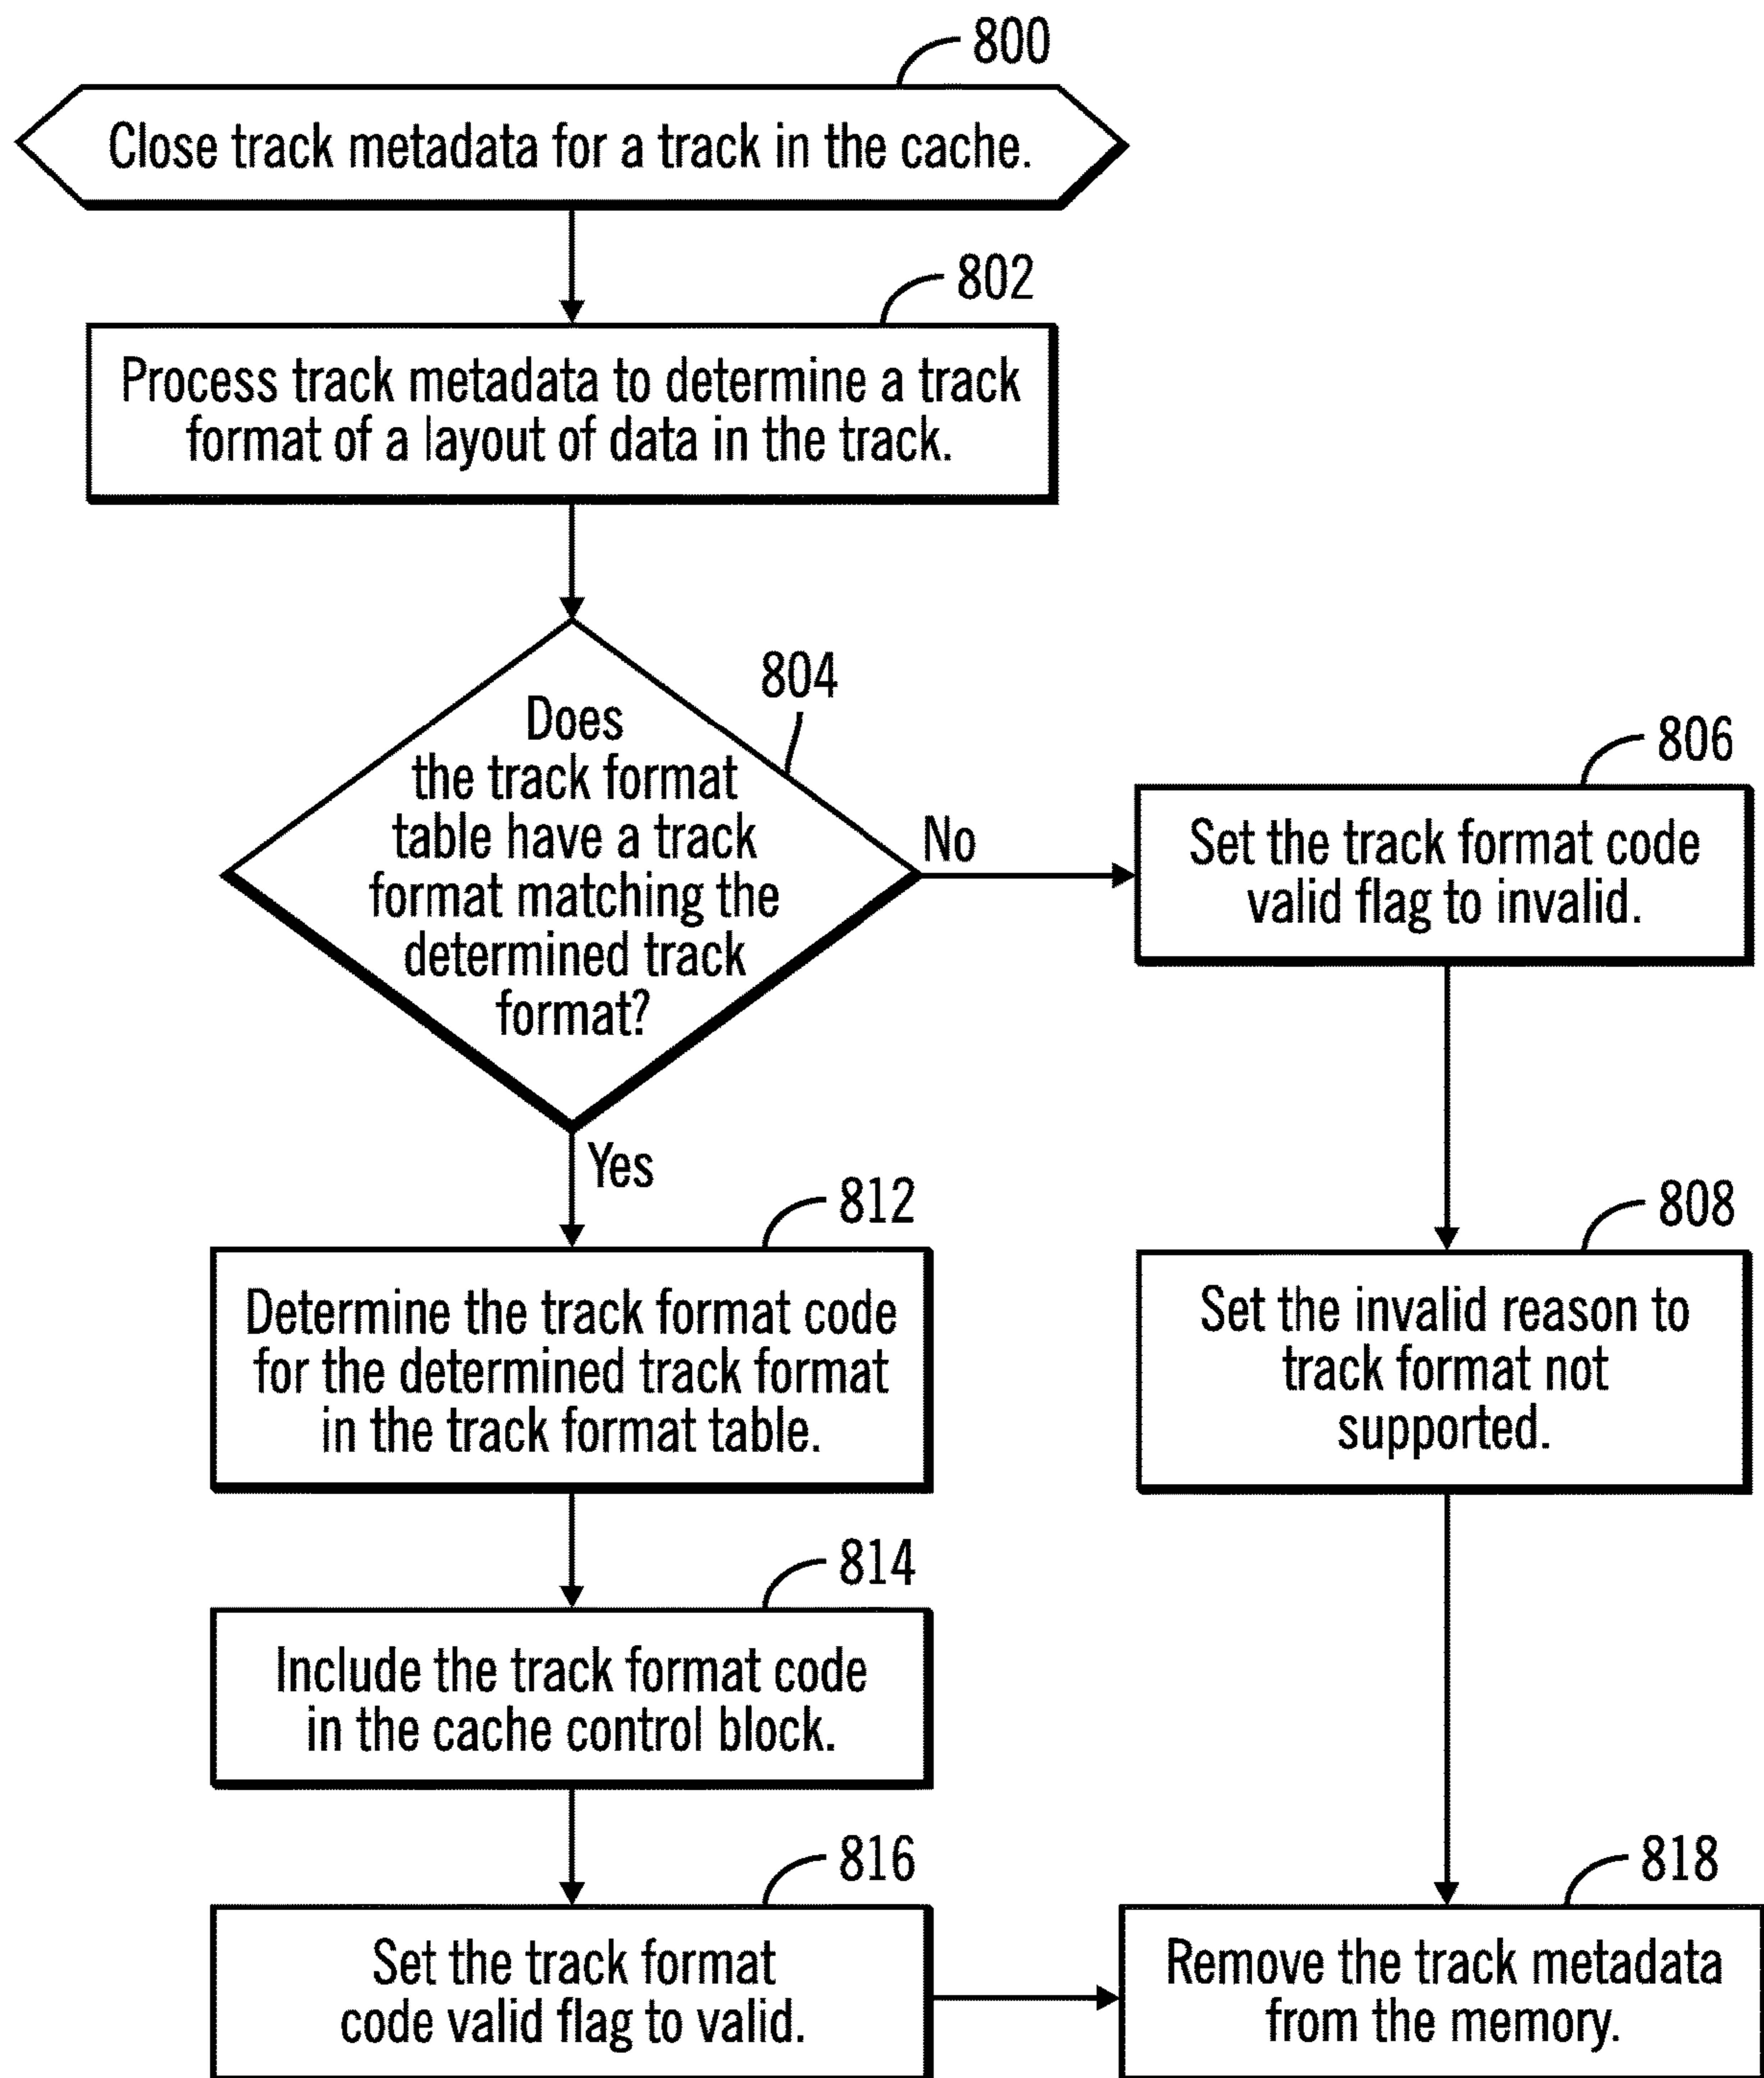 800
Close track metadata for a track in the cache.
802
Process track metadata to determine a track
format of a layout of data in the track.
804
Does
the track format
table have a track
format matching the
determined track
format?
No
806
Set the track format code
valid flag to invalid.
Yes
812
Determine the track format code
for the determined track format
in the track format table.
808
Set the invalid reason to
track format not
supported.
814
Include the track format code
in the cache control block.
816
Set the track format
code valid flag to valid.
818
Remove the track metadata
from the memory.